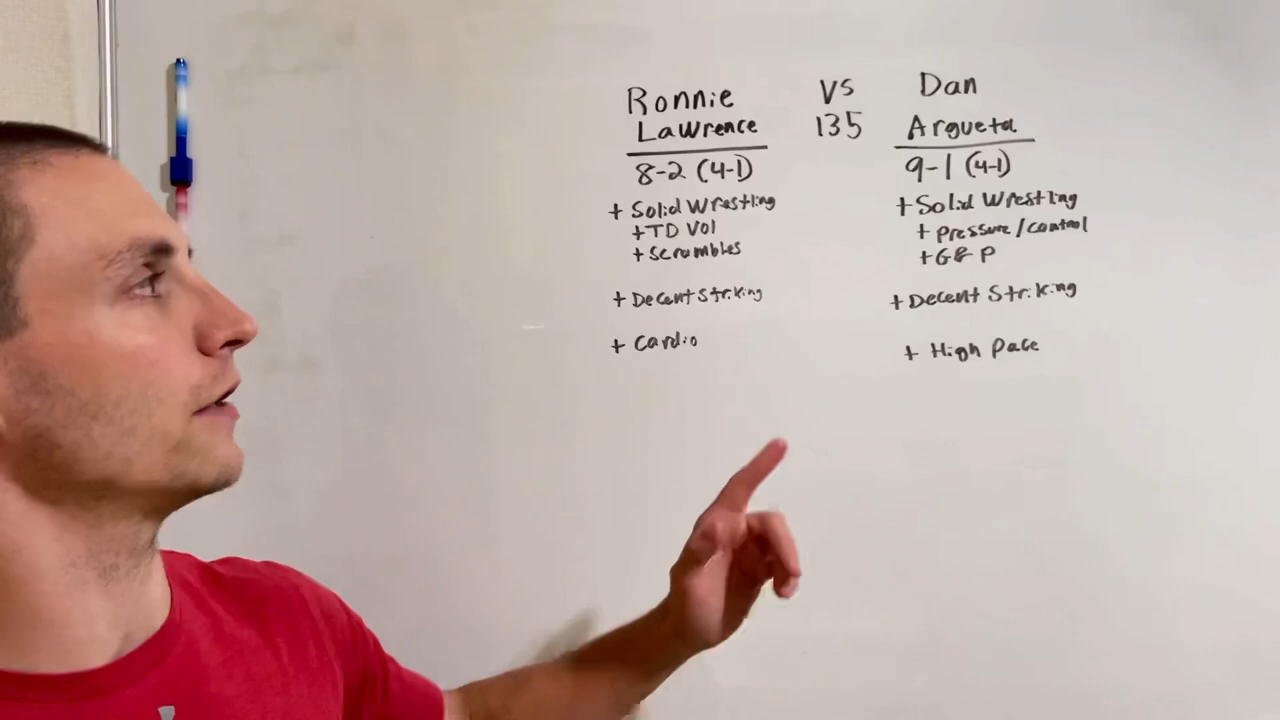 Ronnie
Lawrence
8-2 (4-1)
+ Solid Wrestling
+TD Vol
+ Scrambles
+ Decent Striking
+ Cardio
VS
135
Dan
Argueta
9-1 (4-1)
+ Solid Wrestling
+ Pressure/control
+G&P
+ Decent Striking
+ High Pace